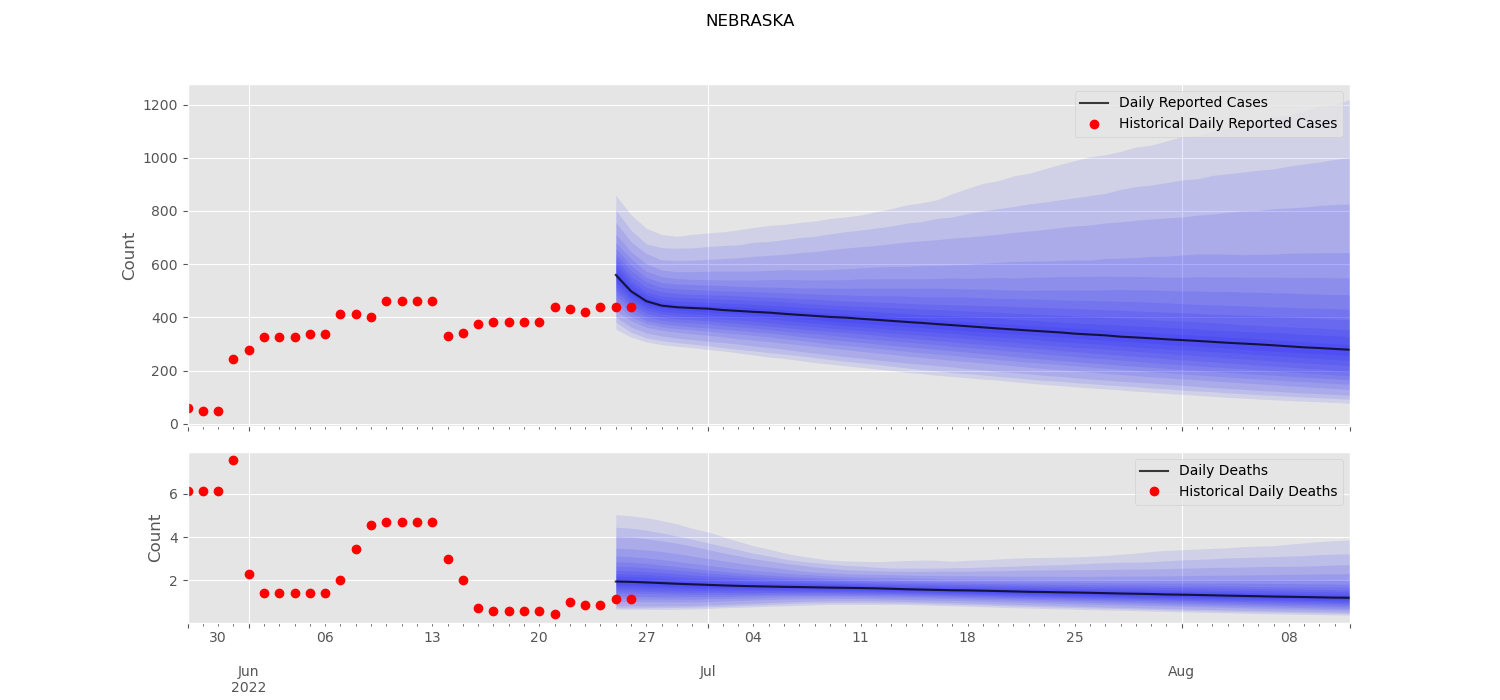 NEBRASKA
1200
1000
800
600
400
200
0
Count
Daily Reported Cases
Historical Daily Reported Cases
6
4
2
Count
Daily Deaths
Historical Daily Deaths
30 06 13 20 27 04 11 18 25 08
Jun Jul Aug
2022